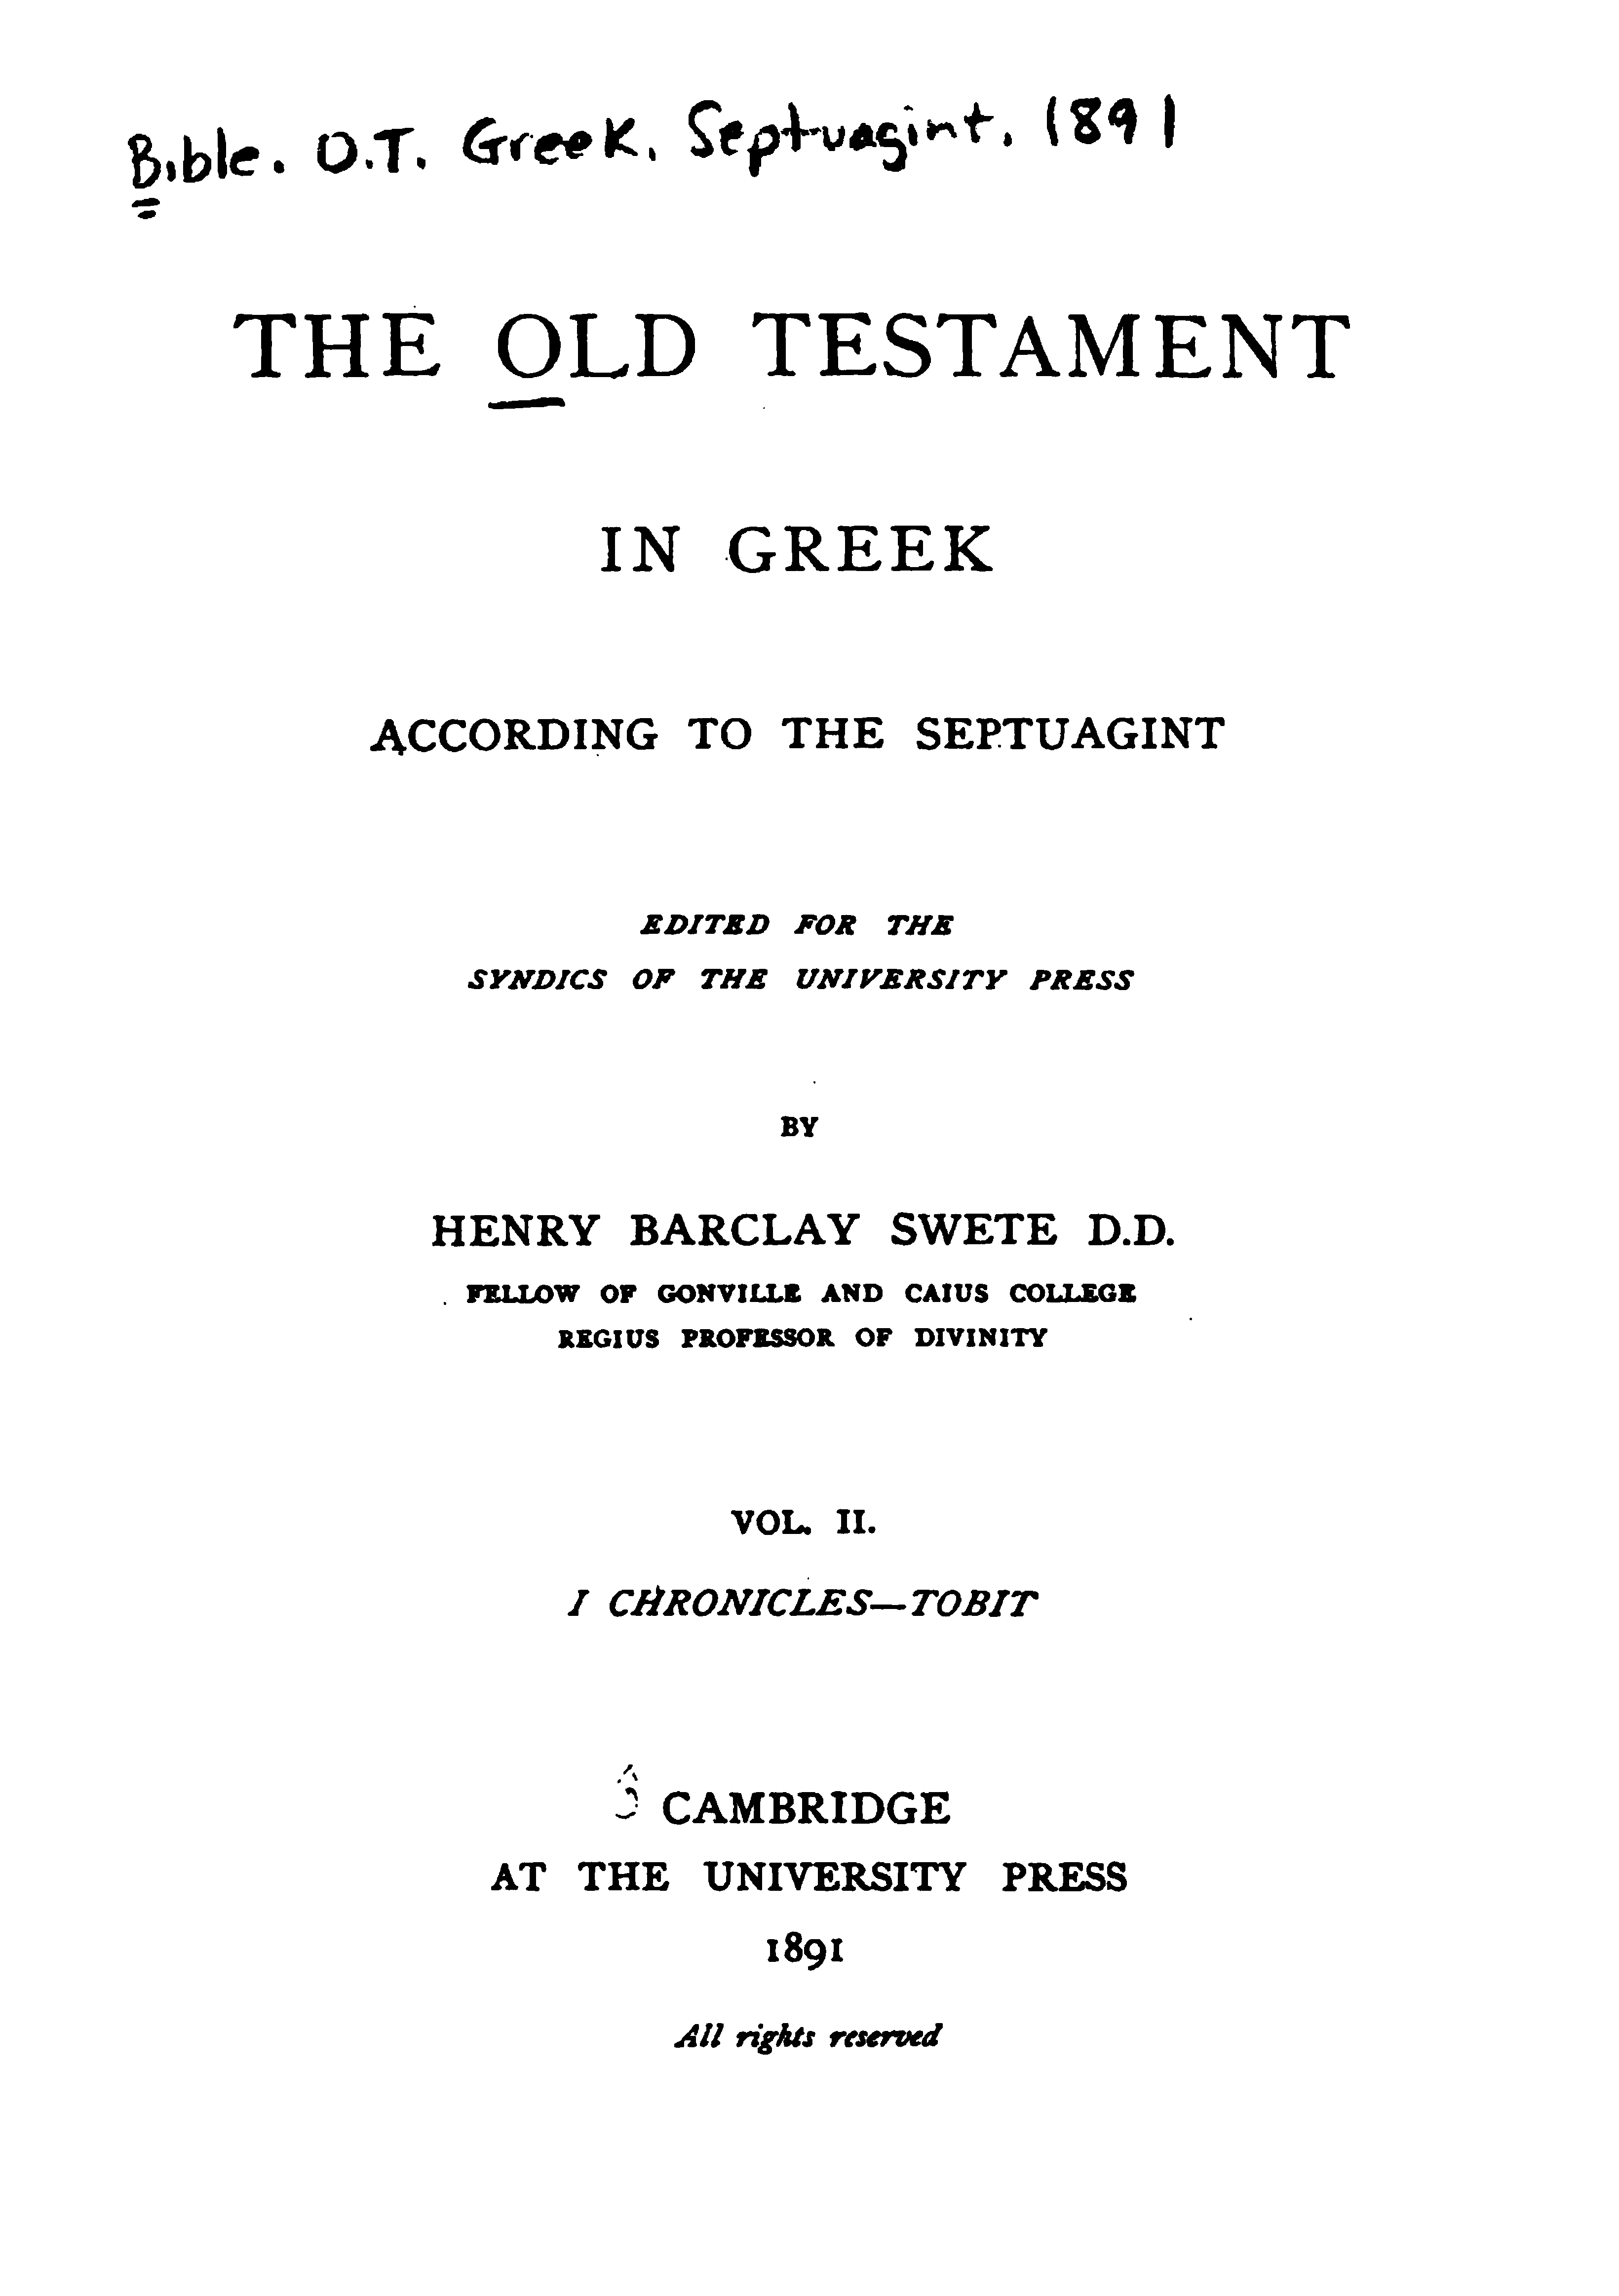 Bible. O.T. Greek. Septuagint. 1891
THE OLD TESTAMENT
IN GREEK
ACCORDING TO THE SEPTUAGINT
EDITED FOR THE
SYNDICS OF THE UNIVERSITY PRESS
BY
HENRY BARCLAY SWETE D.D.
FELLOW OF GONVILLE AND CAIUS COLLEGE
REGIUS PROFESSOR OF DIVINITY
VOL. II.
I CHRONICLES—TOBIT
CAMBRIDGE
AT THE UNIVERSITY PRESS
1891
All rights reserved